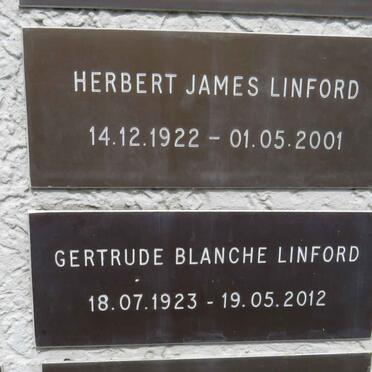 HERBERT JAMES LINFORD
14.12.1922 – 01.05.2001
GERTRUDE BLANCHE LINFORD
18.07.1923 - 19.05.2012